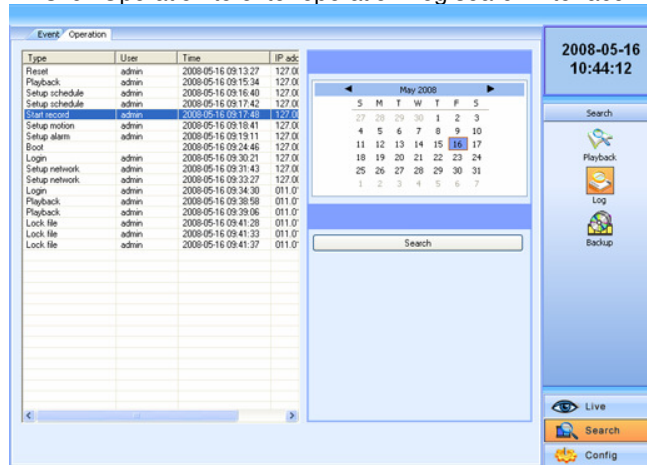 Event Operation
Type User Time IP add
Reset admin 2008-05-16 09:13:27 127.0(
Playback admin 2008-05-16 09:15:34 127.0(
Setup schedule admin 2008-05-16 09:16:40 127.0(
Setup schedule admin 2008-05-16 09:17:42 127.0(
Start record admin 2008-05-16 09:17:48 127.0(
Setup motion admin 2008-05-16 09:18:41 127.0(
Setup alarm admin 2008-05-16 09:19:11 127.0(
Boot 2008-05-16 09:24:46 127.0(
Login admin 2008-05-16 09:30:21 127.0(
Setup network admin 2008-05-16 09:31:43 127.0(
Setup network admin 2008-05-16 09:33:27 127.0(
Login admin 2008-05-16 09:34:30 011.0
Playback admin 2008-05-16 09:38:58 011.0
Playback admin 2008-05-16 09:39:06 011.0
Lock file admin 2008-05-16 09:41:28 011.0
Lock file admin 2008-05-16 09:41:33 011.0
Lock file admin 2008-05-16 09:41:37 011.0
May 2008
S M T W T F S
27 28 29 30 1 2 3
4 5 6 7 8 9 10
11 12 13 14 15 16 17
18 19 20 21 22 23 24
25 26 27 28 29 30 31
1 2 3 4 5 6 7
Search
2008-05-16
10:44:12
Search
Playback
Log
Backup
Live
Search
Config